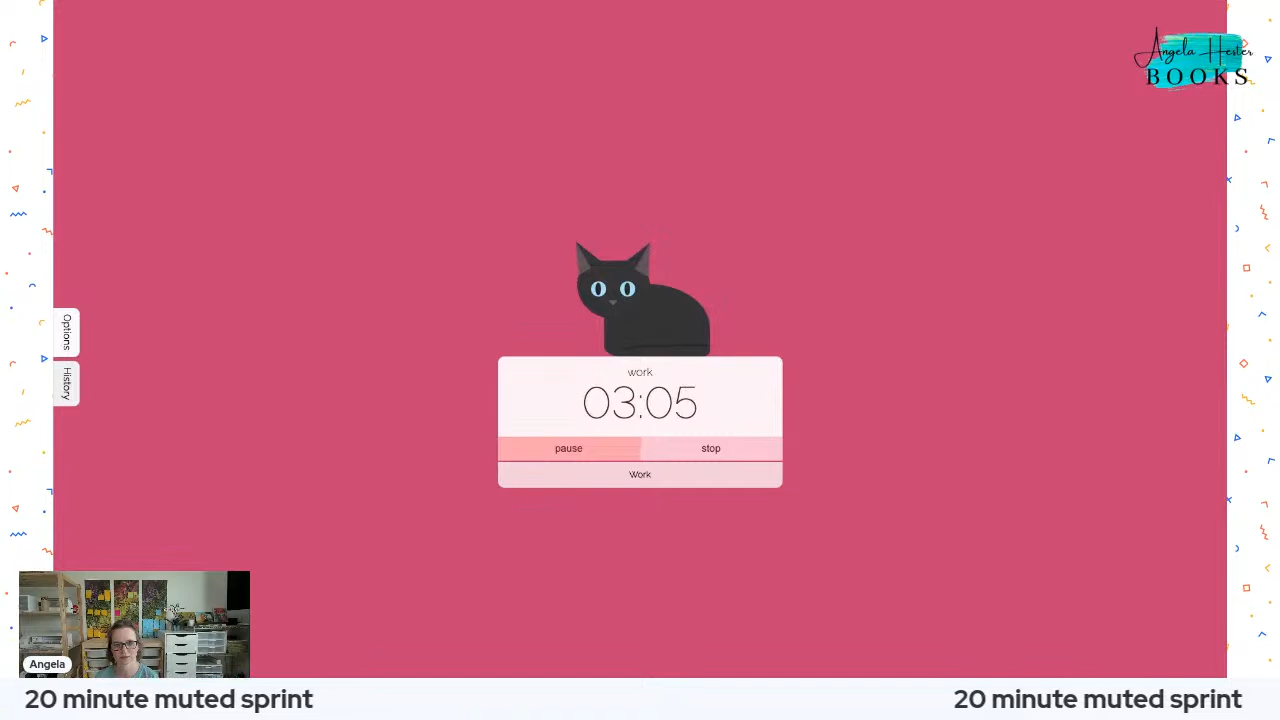 Angela Hester
BOOKS
Options
History
work
03:05
pause
stop
Work
Angela
20 minute muted sprint
20 minute muted sprint